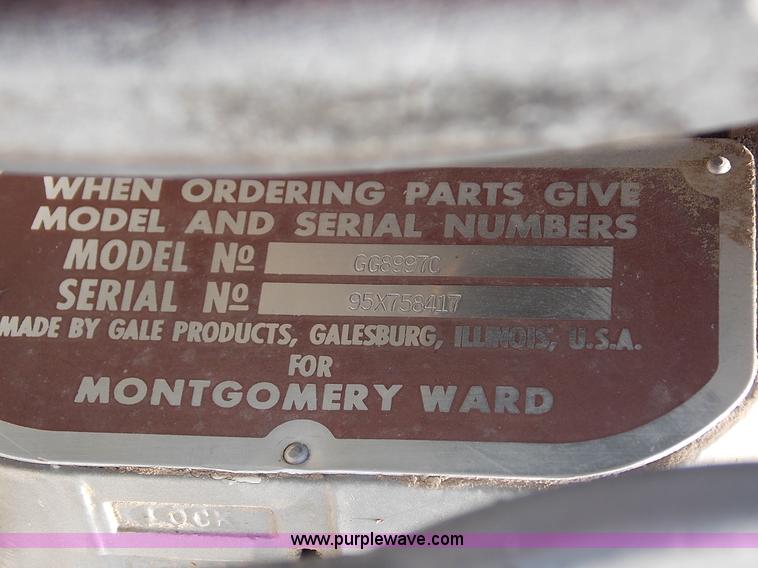 WHEN ORDERING PARTS GIVE
MODEL AND SERIAL NUMBERS
MODEL Nº GG8997C
SERIAL Nº 95X758417
MADE BY GALE PRODUCTS, GALESBURG, ILLINOIS, U.S.A.
FOR
MONTGOMERY WARD
LOCK
www.purplewave.com